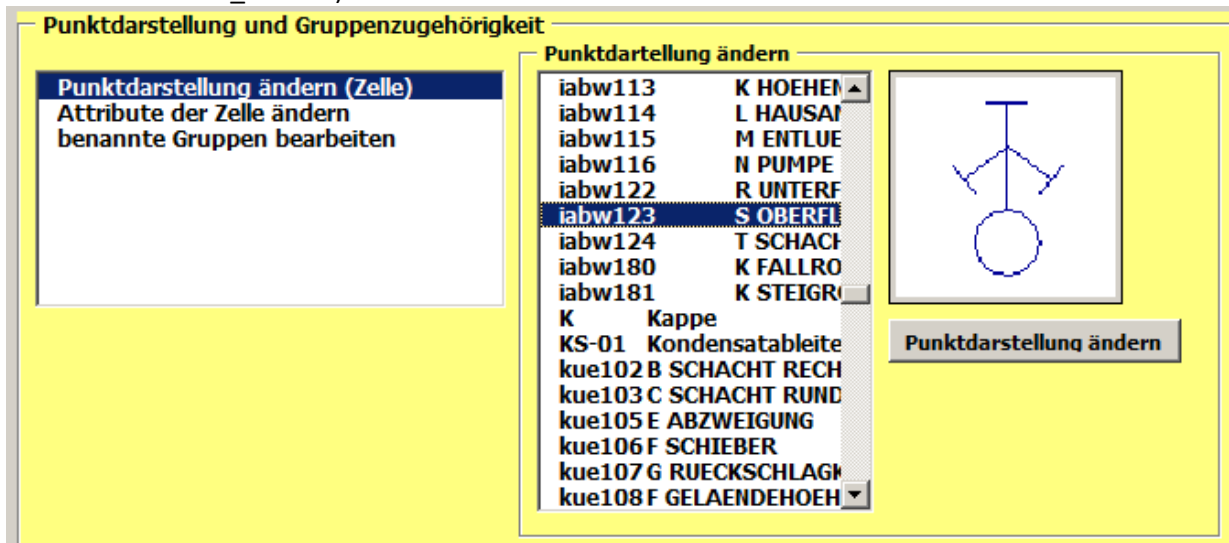 Punktdarstellung und Gruppenzugehörigkeit
Punktdarstellung ändern (Zelle)
Attribute der Zelle ändern
benannte Gruppen bearbeiten
Punktdartellung ändern
iabw113 K HOEHEN
iabw114 L HAUSAN
iabw115 M ENTLUE
iabw116 N PUMPE
iabw122 R UNTERF
iabw123 S OBERFL
iabw124 T SCHACH
iabw180 K FALLRO
iabw181 K STEIGR
K Kappe
KS-01 Kondensatableite
kue102 B SCHACHT RECH
kue103 C SCHACHT RUND
kue105 E ABZWEIGUNG
kue106 F SCHIEBER
kue107 G RUECKSCHLAGK
kue108 F GELAENDEHOEH
Punktdarstellung ändern